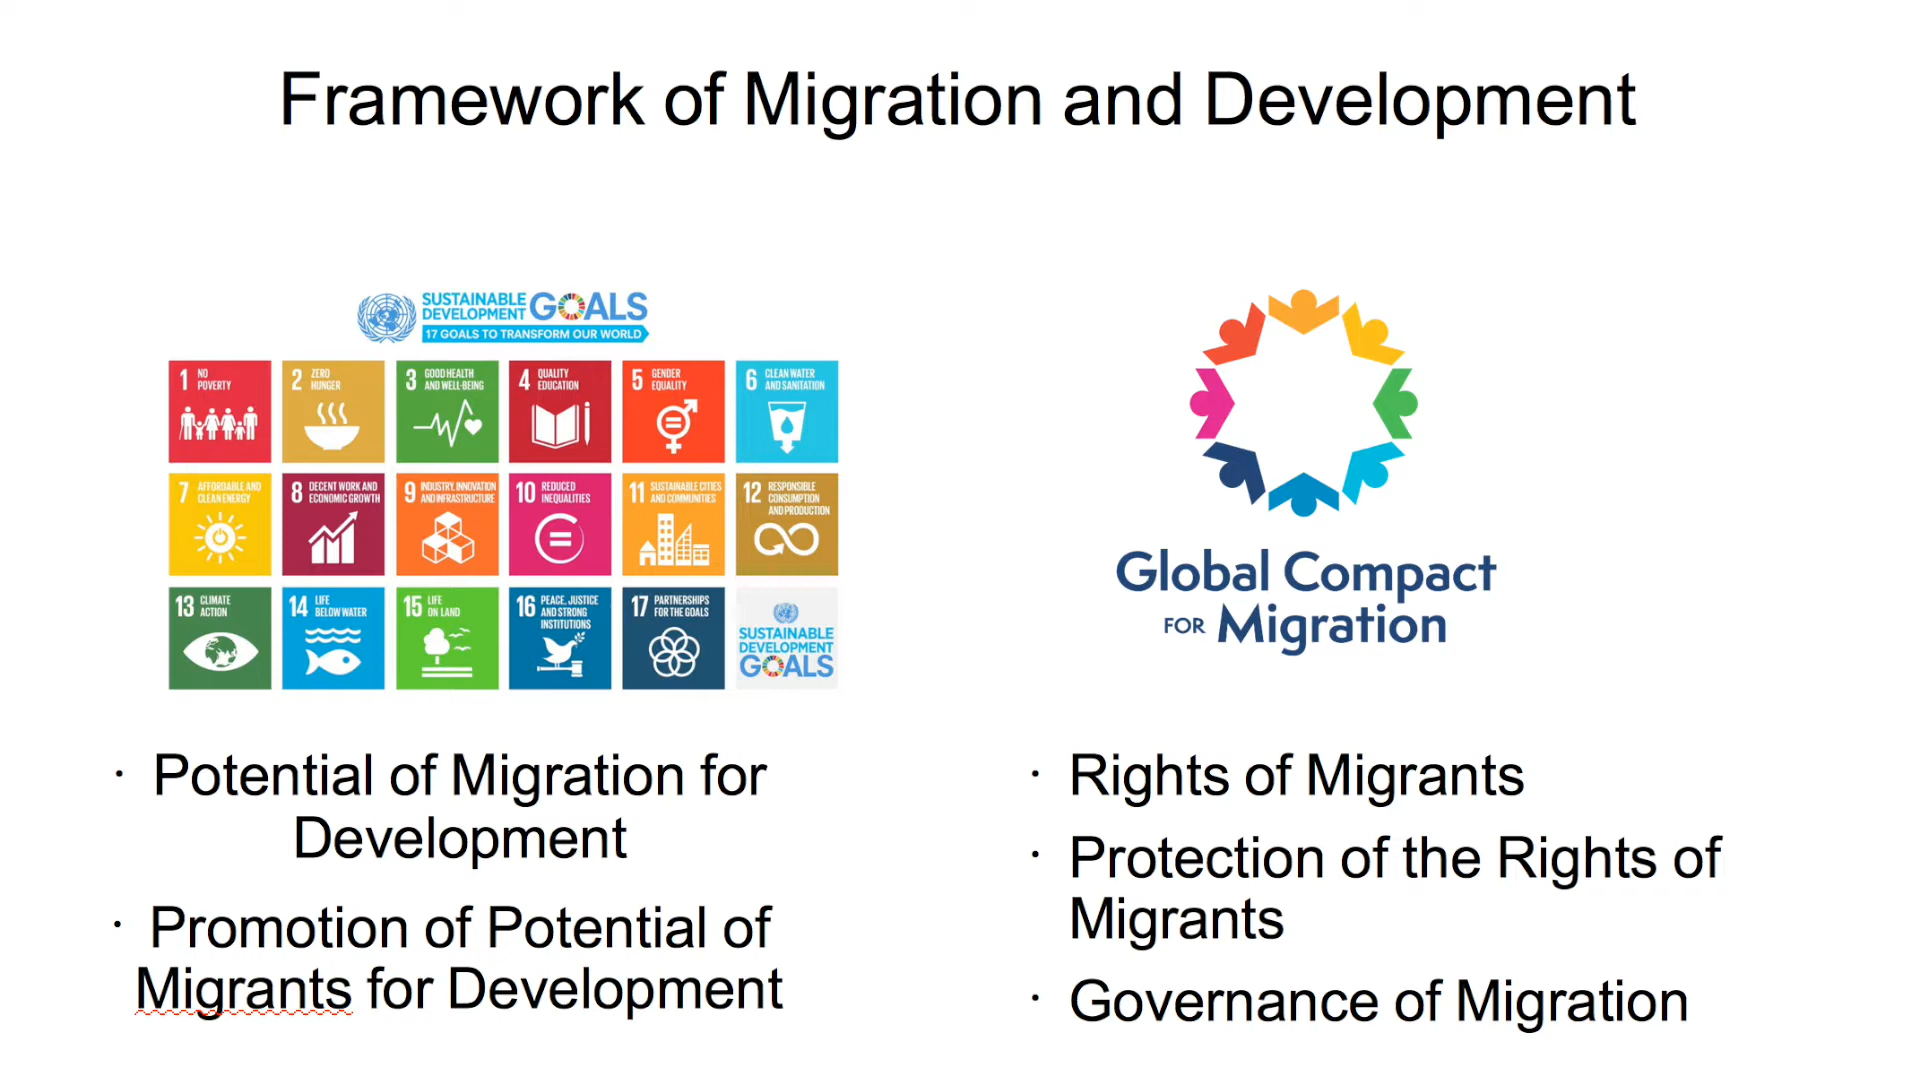 Framework of Migration and Development
SUSTAINABLE
DEVELOPMENT
GOALS
17 GOALS TO TRANSFORM OUR WORLD
1 NO
POVERTY
2 ZERO
HUNGER
3 GOOD HEALTH
AND WELL-BEING
4 QUALITY
EDUCATION
5 GENDER
EQUALITY
6 CLEAN WATER
AND SANITATION
7 AFFORDABLE AND
CLEAN ENERGY
8 DECENT WORK AND
ECONOMIC GROWTH
9 INDUSTRY, INNOVATION
AND INFRASTRUCTURE
10 REDUCED
INEQUALITIES
11 SUSTAINABLE CITIES
AND COMMUNITIES
12 RESPONSIBLE
CONSUMPTION
AND PRODUCTION
13 CLIMATE
ACTION
14 LIFE
BELOW WATER
15 LIFE
ON LAND
16 PEACE, JUSTICE
AND STRONG
INSTITUTIONS
17 PARTNERSHIPS
FOR THE GOALS
SUSTAINABLE
DEVELOPMENT
GOALS
Global Compact
FOR Migration
· Potential of Migration for
Development
· Promotion of Potential of
Migrants for Development
· Rights of Migrants
· Protection of the Rights of
Migrants
· Governance of Migration